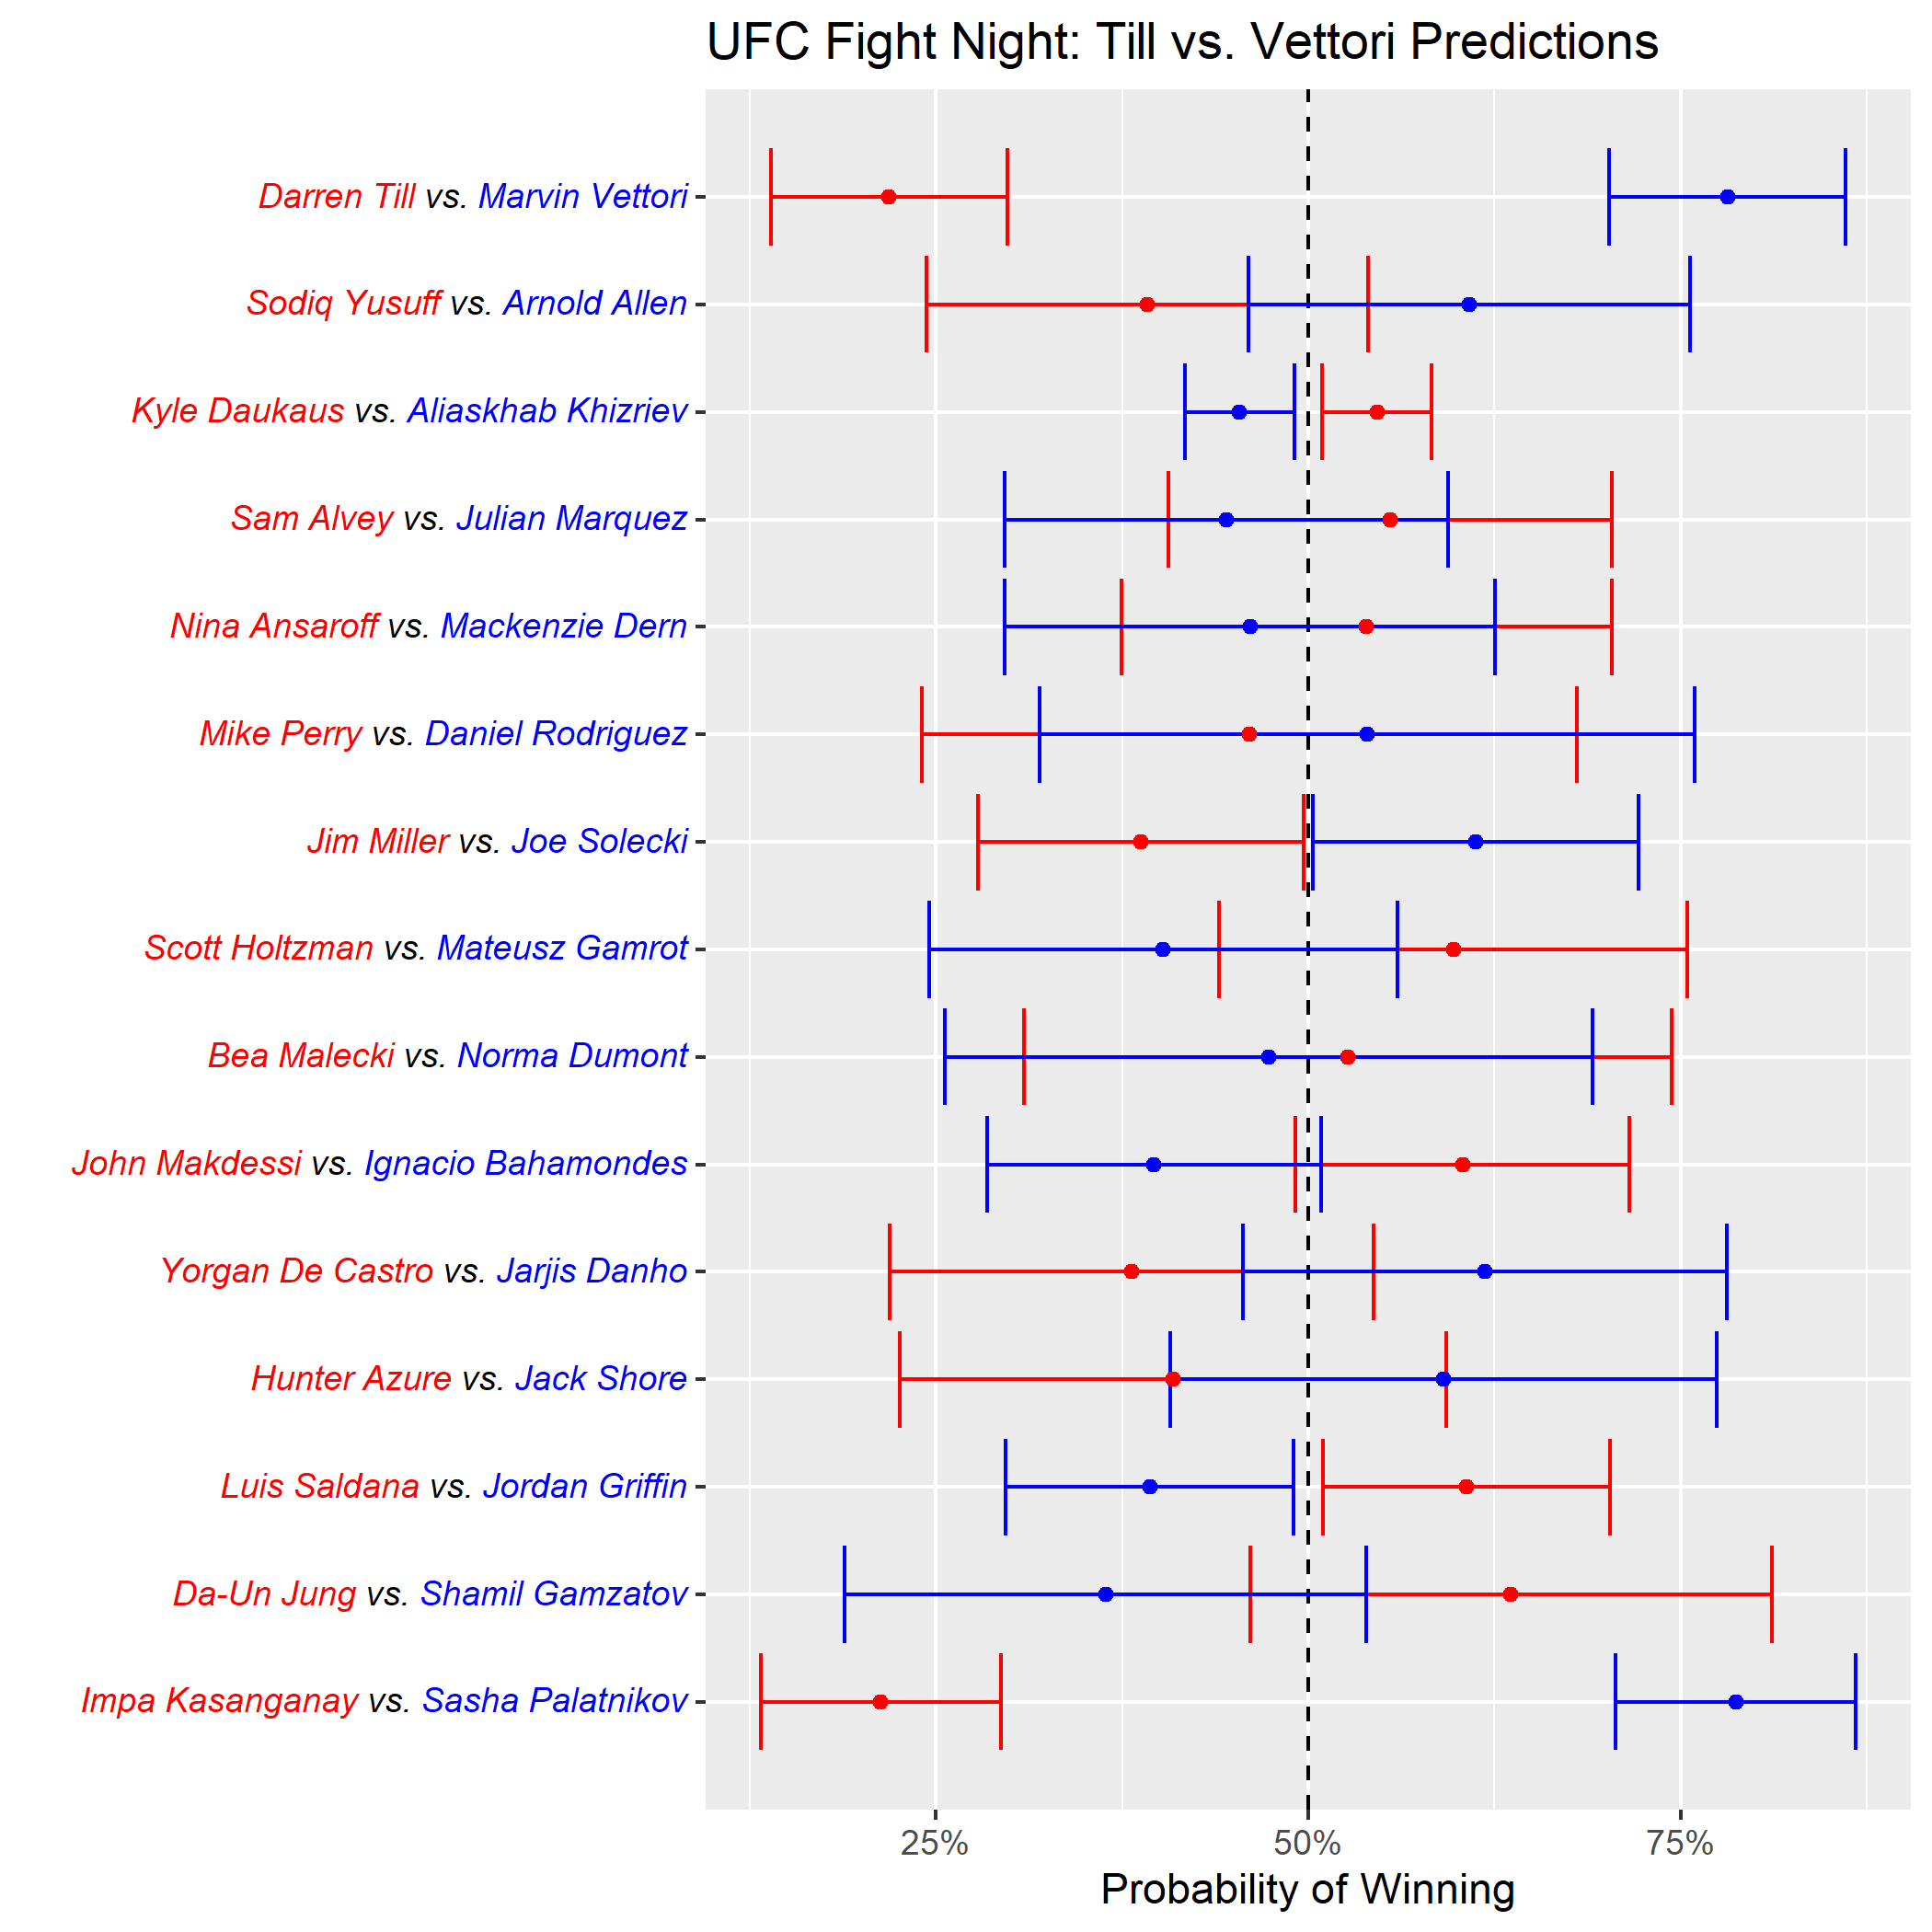 UFC Fight Night: Till vs. Vettori Predictions
Darren Till vs. Marvin Vettori
Sodiq Yusuff vs. Arnold Allen
Kyle Daukaus vs. Aliaskhab Khizriev
Sam Alvey vs. Julian Marquez
Nina Ansaroff vs. Mackenzie Dern
Mike Perry vs. Daniel Rodriguez
Jim Miller vs. Joe Solecki
Scott Holtzman vs. Mateusz Gamrot
Bea Malecki vs. Norma Dumont
John Makdessi vs. Ignacio Bahamondes
Yorgan De Castro vs. Jarjis Danho
Hunter Azure vs. Jack Shore
Luis Saldana vs. Jordan Griffin
Da-Un Jung vs. Shamil Gamzatov
Impa Kasanganay vs. Sasha Palatnikov
25% 50% 75%
Probability of Winning